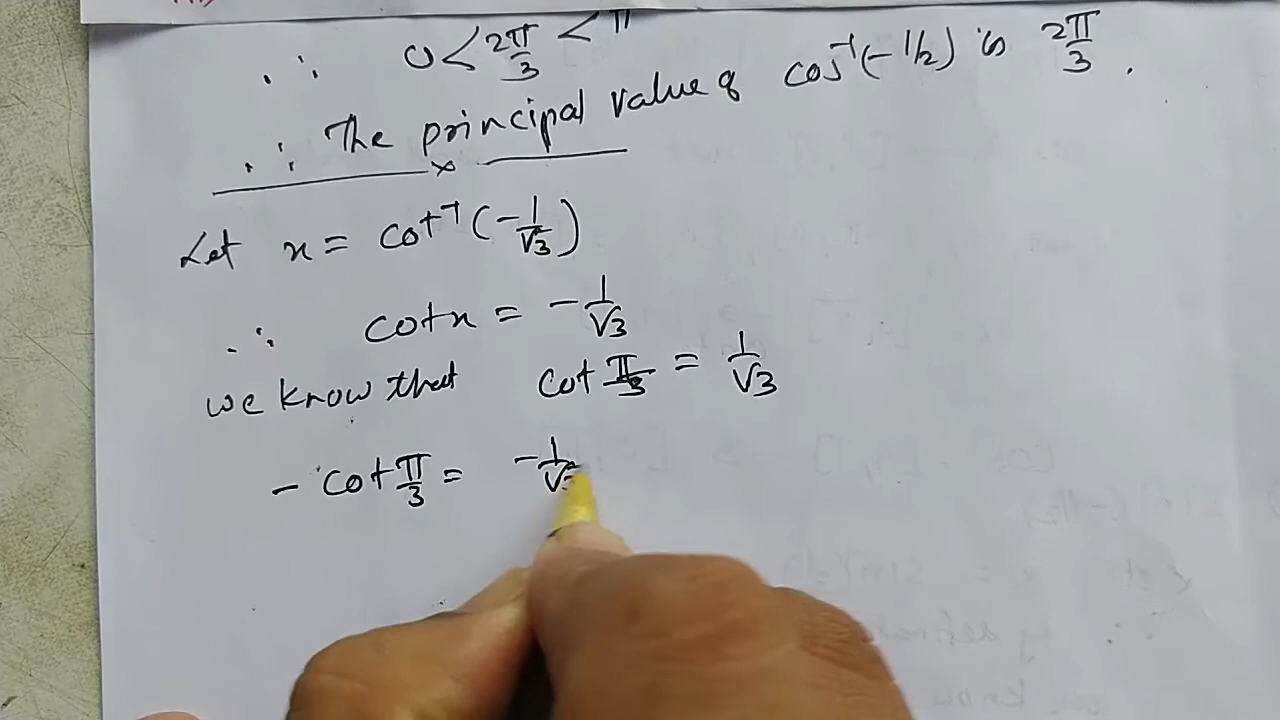 ∴ 0 < 2π/3 < π
∴ The principal value of cos⁻¹(-1/2) is 2π/3.
Let x = cot⁻¹(-1/√3)
∴ cot x = -1/√3
we know that cot π/3 = 1/√3
- cot π/3 = -1/√3